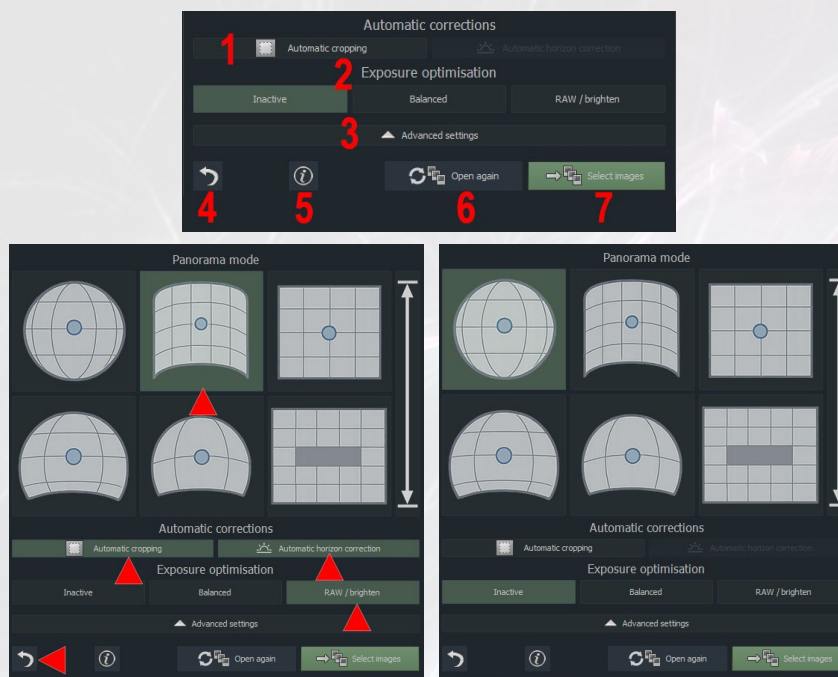 Automatic corrections
1 Automatic cropping Automatic horizon correction
2 Exposure optimisation
Inactive Balanced RAW / brighten
3 Advanced settings
Open again Select images
4 5 6 7
Panorama mode
Automatic corrections
Automatic cropping Automatic horizon correction
Exposure optimisation
Inactive Balanced RAW / brighten
Advanced settings
Open again Select images
Panorama mode
Automatic corrections
Automatic cropping Automatic horizon correction
Exposure optimisation
Inactive Balanced RAW / brighten
Advanced settings
Open again Select images